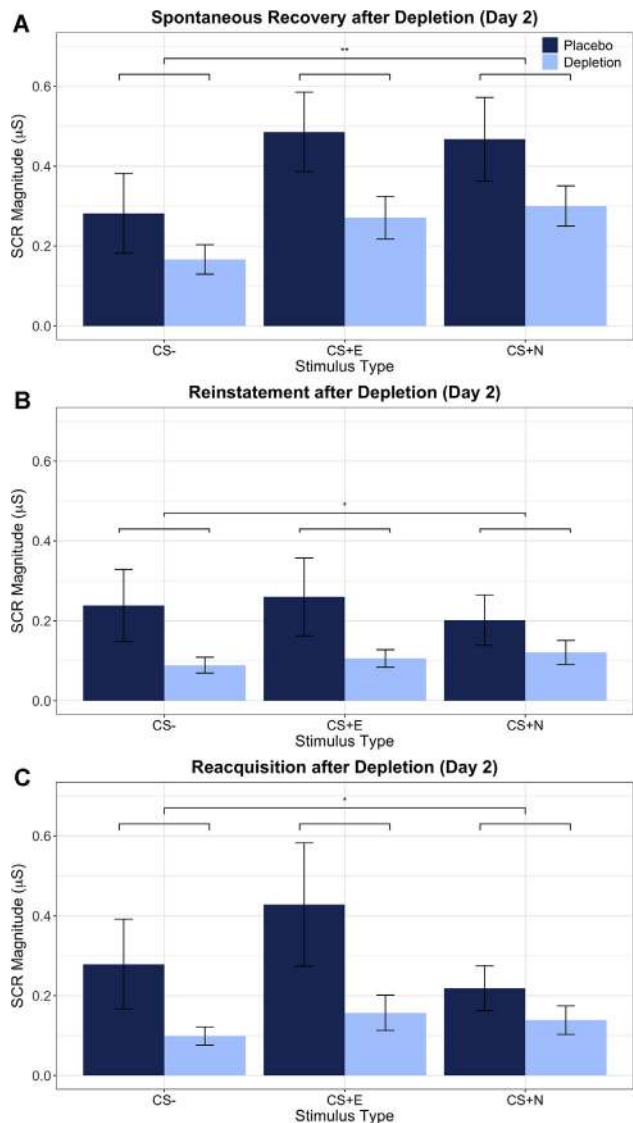 A
Spontaneous Recovery after Depletion (Day 2)
**
Placebo
Depletion
SCR Magnitude (μS)
0.6
0.4
0.2
0.0
CS-
CS+E
CS+N
Stimulus Type
B
Reinstatement after Depletion (Day 2)
*
SCR Magnitude (μS)
0.6
0.4
0.2
0.0
CS-
CS+E
CS+N
Stimulus Type
C
Reacquisition after Depletion (Day 2)
*
SCR Magnitude (μS)
0.6
0.4
0.2
0.0
CS-
CS+E
CS+N
Stimulus Type